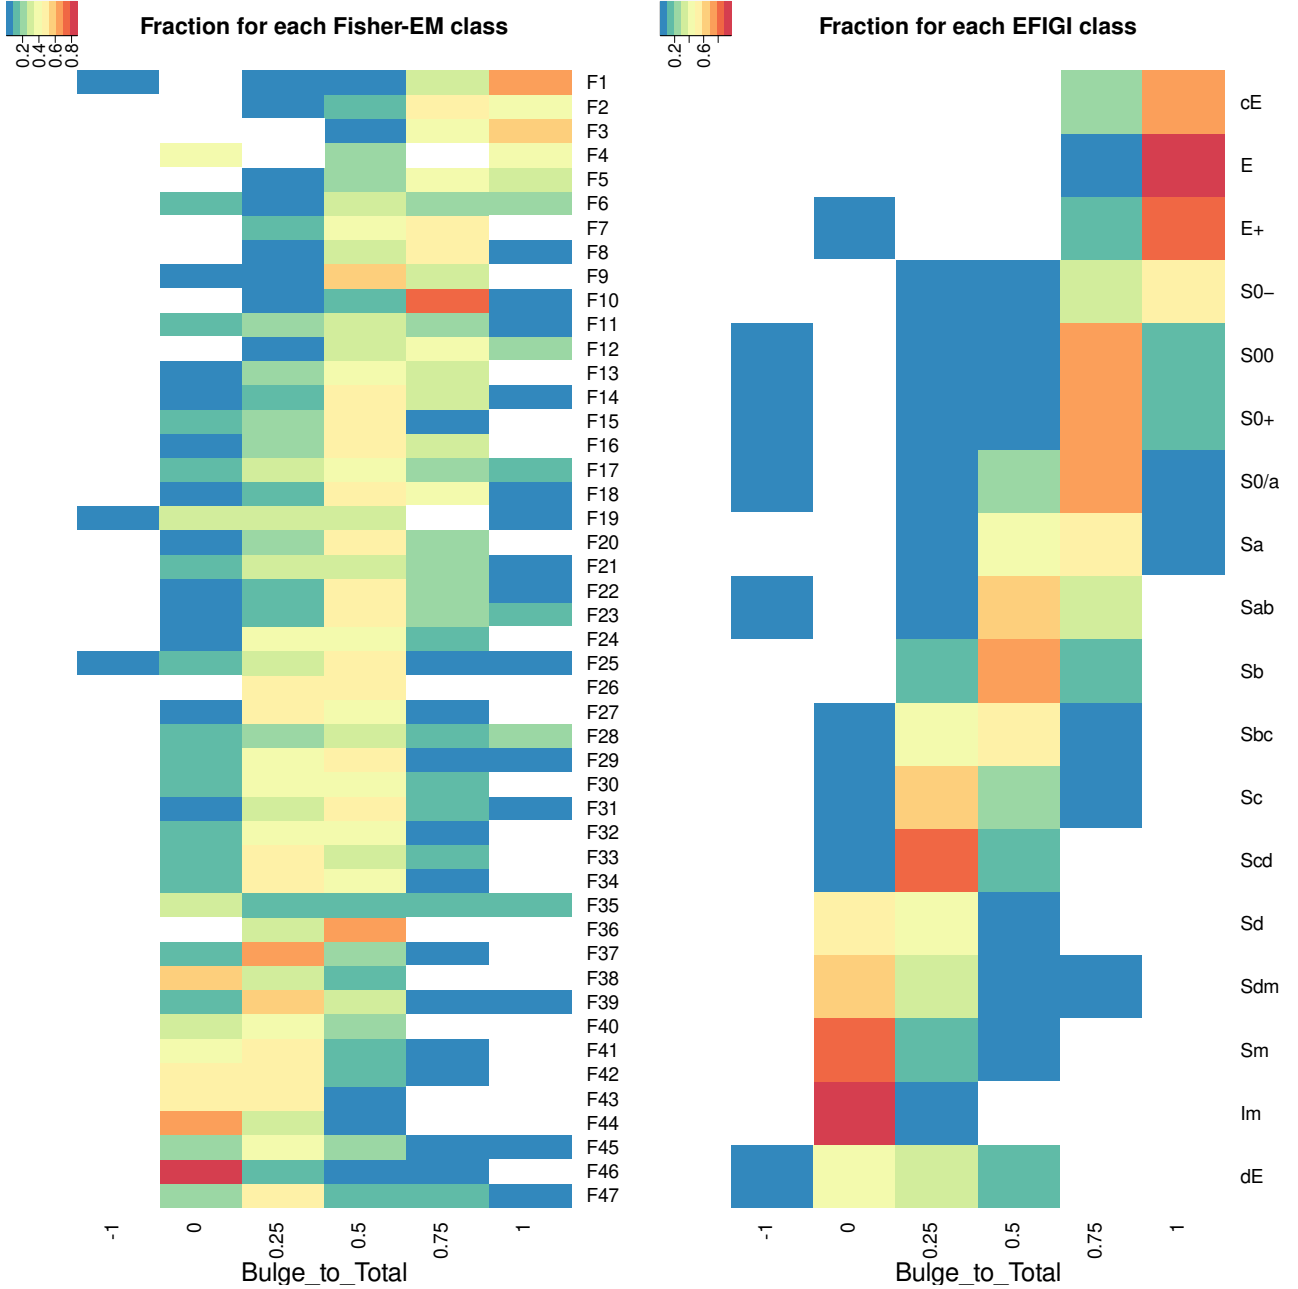 Fraction for each Fisher-EM class
0.2
0.4
0.6
0.8
F1
F2
F3
F4
F5
F6
F7
F8
F9
F10
F11
F12
F13
F14
F15
F16
F17
F18
F19
F20
F21
F22
F23
F24
F25
F26
F27
F28
F29
F30
F31
F32
F33
F34
F35
F36
F37
F38
F39
F40
F41
F42
F43
F44
F45
F46
F47
-1
0
0.25
0.5
0.75
1
Bulge_to_Total
Fraction for each EFIGI class
0.2
0.6
cE
E
E+
S0−
S00
S0+
S0/a
Sa
Sab
Sb
Sbc
Sc
Scd
Sd
Sdm
Sm
Im
dE
-1
0
0.25
0.5
0.75
1
Bulge_to_Total